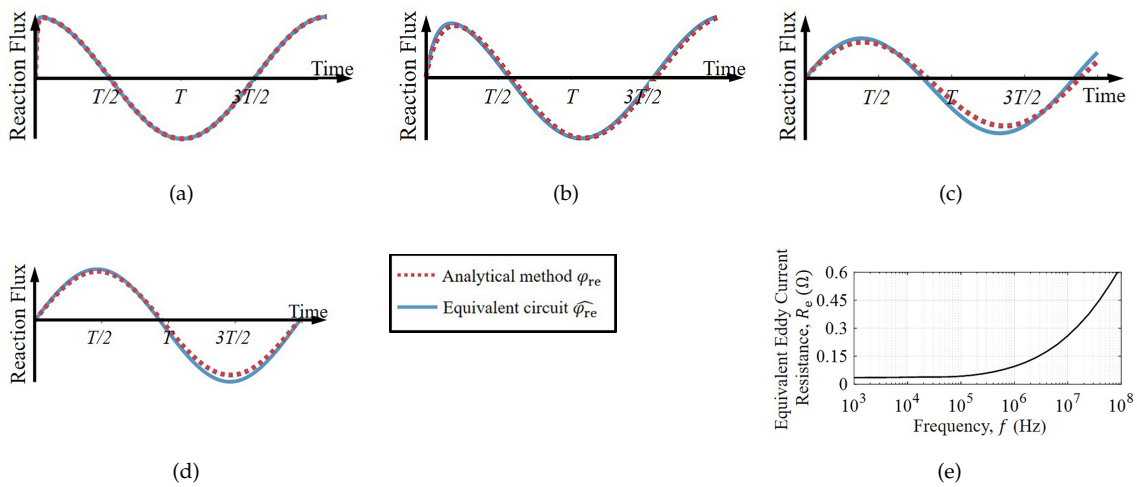 Reaction Flux
Time
T/2
T
3T/2
(a)
Reaction Flux
Time
T/2
T
3T/2
(b)
Reaction Flux
T/2
T
3T/2
Time
(c)
Reaction Flux
Time
T/2
T
3T/2
(d)
Analytical method φre
Equivalent circuit φ̂re
Equivalent Eddy Current
Resistance, Re (Ω)
0.6
0.45
0.3
0.15
0
10³ 10⁴ 10⁵ 10⁶ 10⁷ 10⁸
Frequency, f (Hz)
(e)